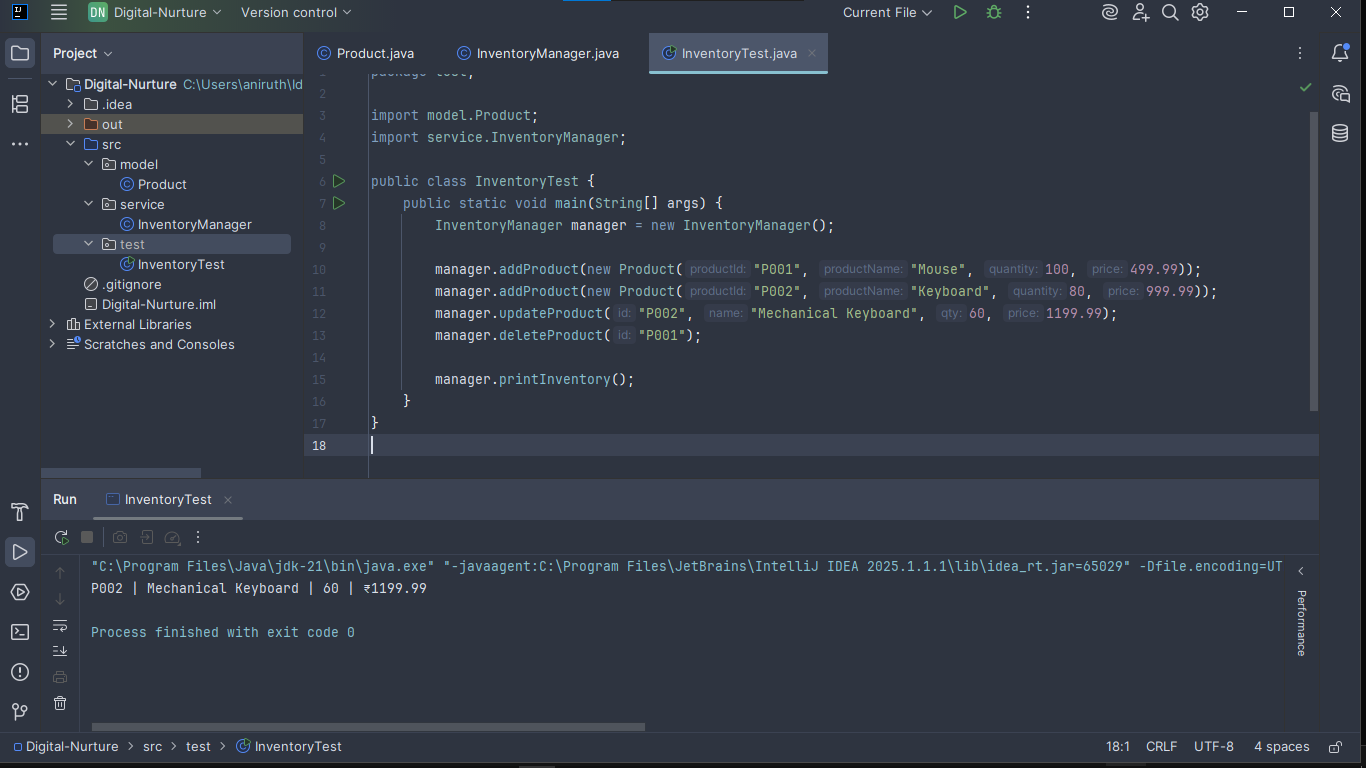 DN Digital-Nurture Version control Current File
Project
Product.java InventoryManager.java InventoryTest.java
Digital-Nurture C:\Users\aniruth\Id
.idea
out
src
model
Product
service
InventoryManager
test
InventoryTest
.gitignore
Digital-Nurture.iml
External Libraries
Scratches and Consoles
1 package test;
2
3 import model.Product;
4 import service.InventoryManager;
5
6 public class InventoryTest {
7 public static void main(String[] args) {
8 InventoryManager manager = new InventoryManager();
9
10 manager.addProduct(new Product( productId: "P001", productName: "Mouse", quantity: 100, price: 499.99));
11 manager.addProduct(new Product( productId: "P002", productName: "Keyboard", quantity: 80, price: 999.99));
12 manager.updateProduct( id: "P002", name: "Mechanical Keyboard", qty: 60, price: 1199.99);
13 manager.deleteProduct( id: "P001");
14
15 manager.printInventory();
16 }
17 }
18
Run InventoryTest
"C:\Program Files\Java\jdk-21\bin\java.exe" "-javaagent:C:\Program Files\JetBrains\IntelliJ IDEA 2025.1.1.1\lib\idea_rt.jar=65029" -Dfile.encoding=UT
P002 | Mechanical Keyboard | 60 | ₹1199.99
Process finished with exit code 0
Performance
Digital-Nurture > src > test > InventoryTest 18:1 CRLF UTF-8 4 spaces